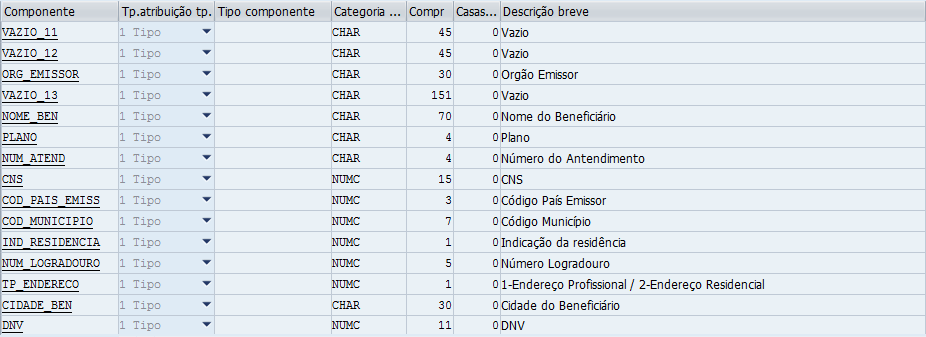 Componente Tp.atribuição tp. Tipo componente Categoria ... Compr Casas... Descrição breve
VAZIO_11 1 Tipo CHAR 45 0 Vazio
VAZIO_12 1 Tipo CHAR 45 0 Vazio
ORG_EMISSOR 1 Tipo CHAR 30 0 Orgão Emissor
VAZIO_13 1 Tipo CHAR 151 0 Vazio
NOME_BEN 1 Tipo CHAR 70 0 Nome do Beneficiário
PLANO 1 Tipo CHAR 4 0 Plano
NUM_ATEND 1 Tipo CHAR 4 0 Número do Antendimento
CNS 1 Tipo NUMC 15 0 CNS
COD_PAIS_EMISS 1 Tipo NUMC 3 0 Código País Emissor
COD_MUNICIPIO 1 Tipo NUMC 7 0 Código Município
IND_RESIDENCIA 1 Tipo NUMC 1 0 Indicação da residência
NUM_LOGRADOURO 1 Tipo NUMC 5 0 Número Logradouro
TP_ENDERECO 1 Tipo NUMC 1 0 1-Endereço Profissional / 2-Endereço Residencial
CIDADE_BEN 1 Tipo CHAR 30 0 Cidade do Beneficiário
DNV 1 Tipo NUMC 11 0 DNV